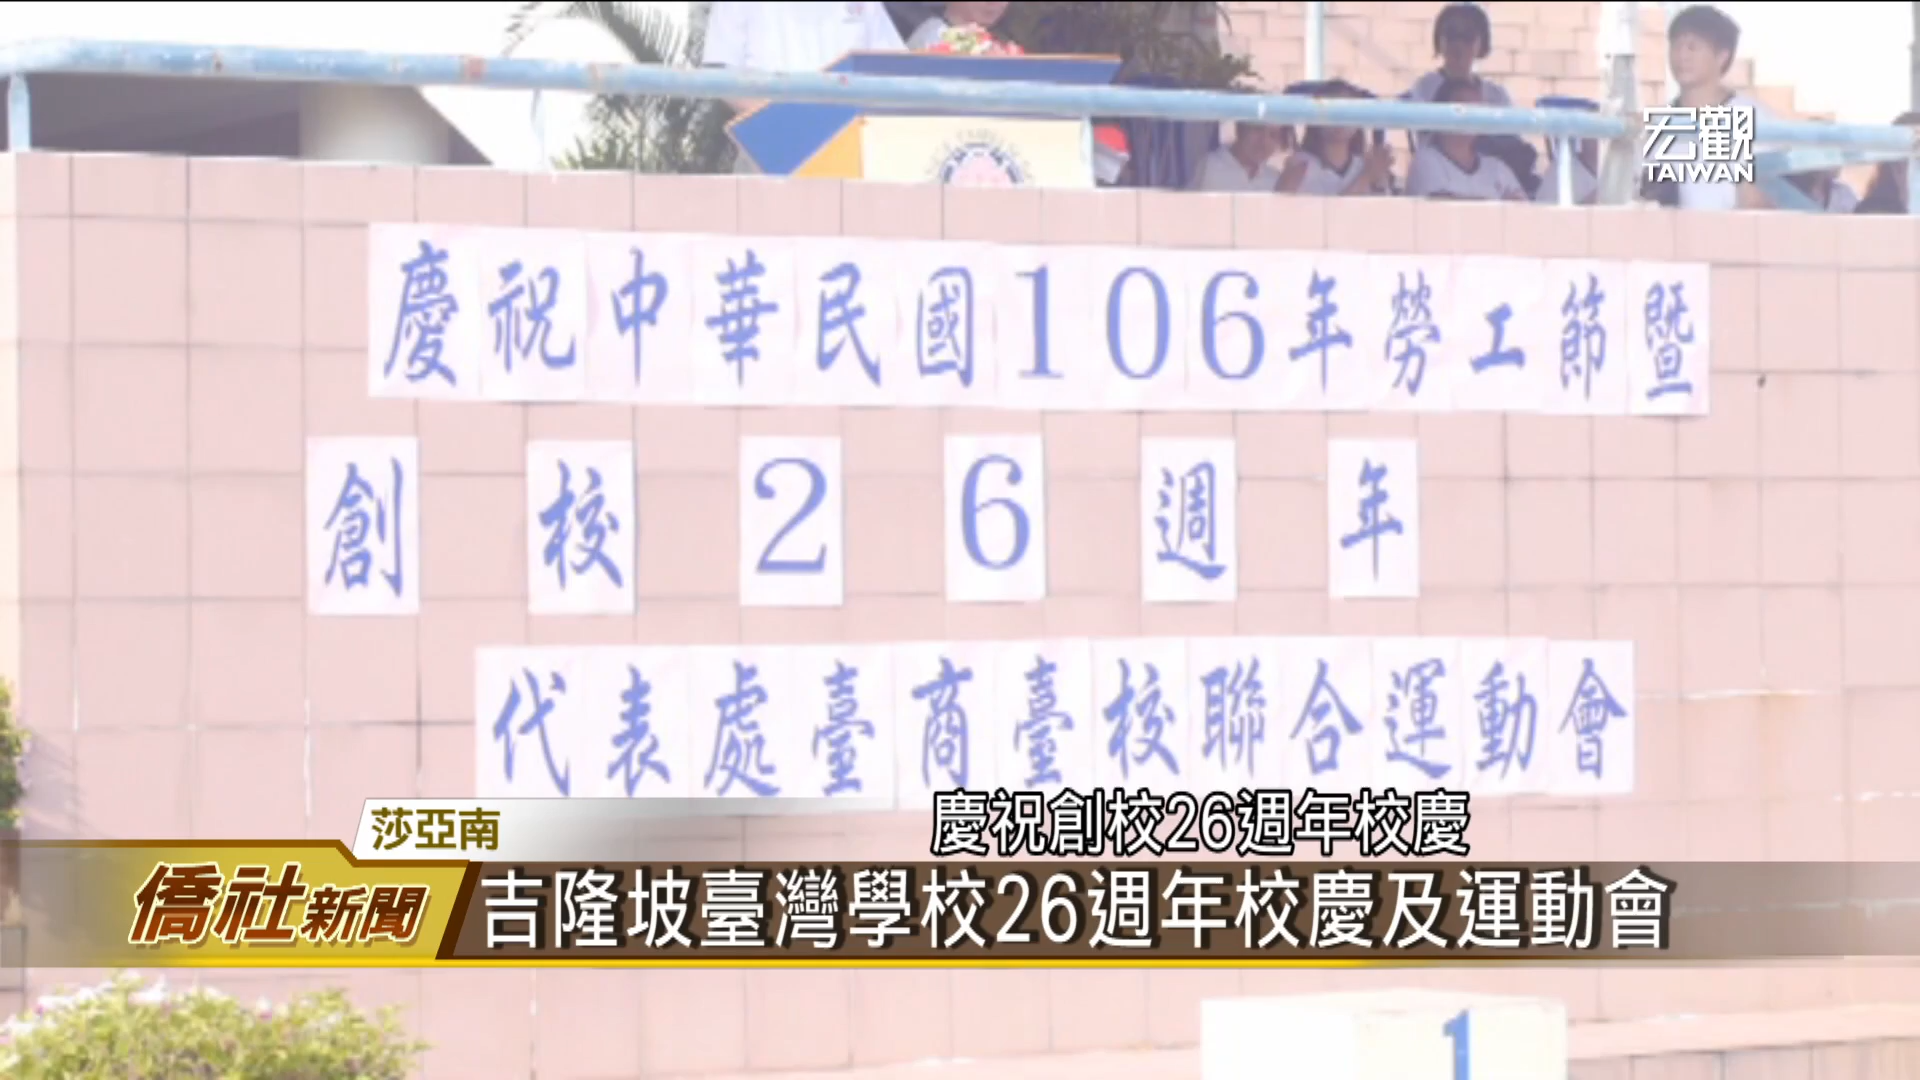 宏觀
TAIWAN
慶祝中華民國106年勞工節暨
創校26週年
代表處臺商臺校聯合運動會
慶祝創校26週年校慶
莎亞南
僑社新聞
吉隆坡臺灣學校26週年校慶及運動會
1